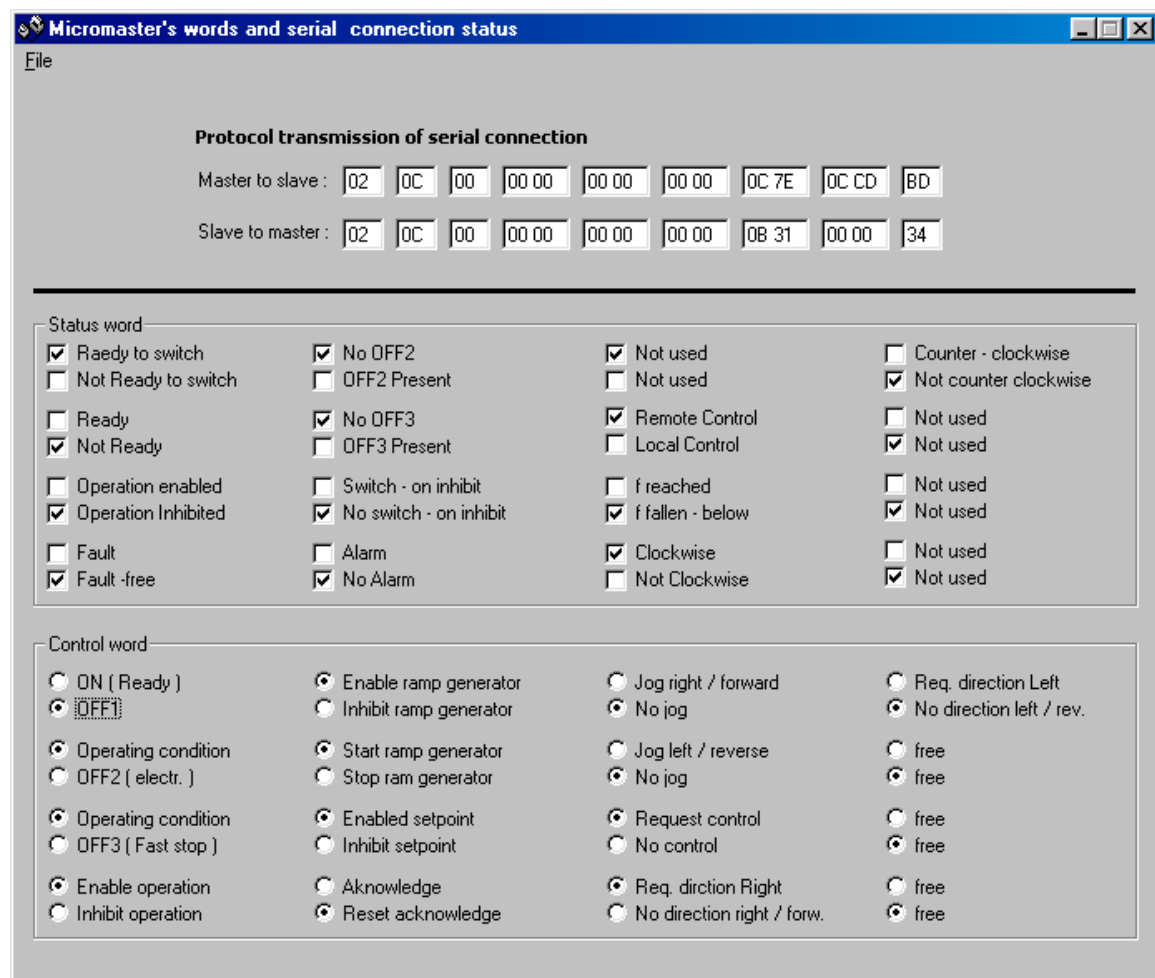 Micromaster's words and serial connection status
File
Protocol transmission of serial connection
Master to slave : 02 0C 00 00 00 00 00 00 00 0C 7E 0C CD BD
Slave to master : 02 0C 00 00 00 00 00 00 00 0B 31 00 00 34
Status word
Raedy to switch No OFF2 Not used Counter - clockwise
Not Ready to switch OFF2 Present Not used Not counter clockwise
Ready No OFF3 Remote Control Not used
Not Ready OFF3 Present Local Control Not used
Operation enabled Switch - on inhibit f reached Not used
Operation Inhibited No switch - on inhibit f fallen - below Not used
Fault Alarm Clockwise Not used
Fault -free No Alarm Not Clockwise Not used
Control word
ON ( Ready ) Enable ramp generator Jog right / forward Req. direction Left
OFF1 Inhibit ramp generator No jog No direction left / rev.
Operating condition Start ramp generator Jog left / reverse free
OFF2 ( electr. ) Stop ram generator No jog free
Operating condition Enabled setpoint Request control free
OFF3 ( Fast stop ) Inhibit setpoint No control free
Enable operation Aknowledge Req. dirction Right free
Inhibit operation Reset acknowledge No direction right / forw. free